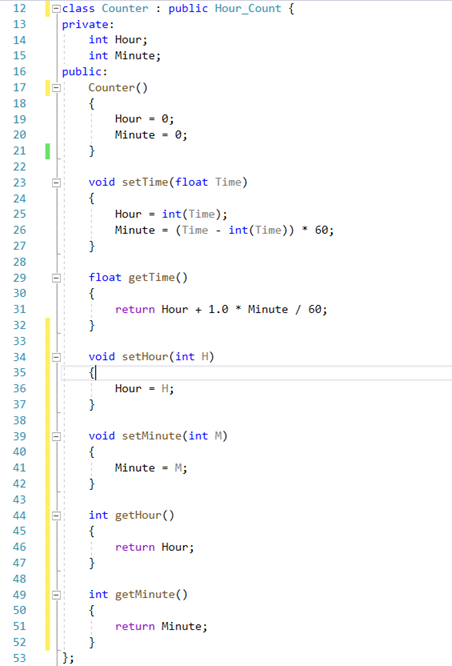 12 class Counter : public Hour_Count {
13 private:
14     int Hour;
15     int Minute;
16 public:
17     Counter()
18     {
19         Hour = 0;
20         Minute = 0;
21     }
22
23     void setTime(float Time)
24     {
25         Hour = int(Time);
26         Minute = (Time - int(Time)) * 60;
27     }
28
29     float getTime()
30     {
31         return Hour + 1.0 * Minute / 60;
32     }
33
34     void setHour(int H)
35     {
36         Hour = H;
37     }
38
39     void setMinute(int M)
40     {
41         Minute = M;
42     }
43
44     int getHour()
45     {
46         return Hour;
47     }
48
49     int getMinute()
50     {
51         return Minute;
52     }
53 };